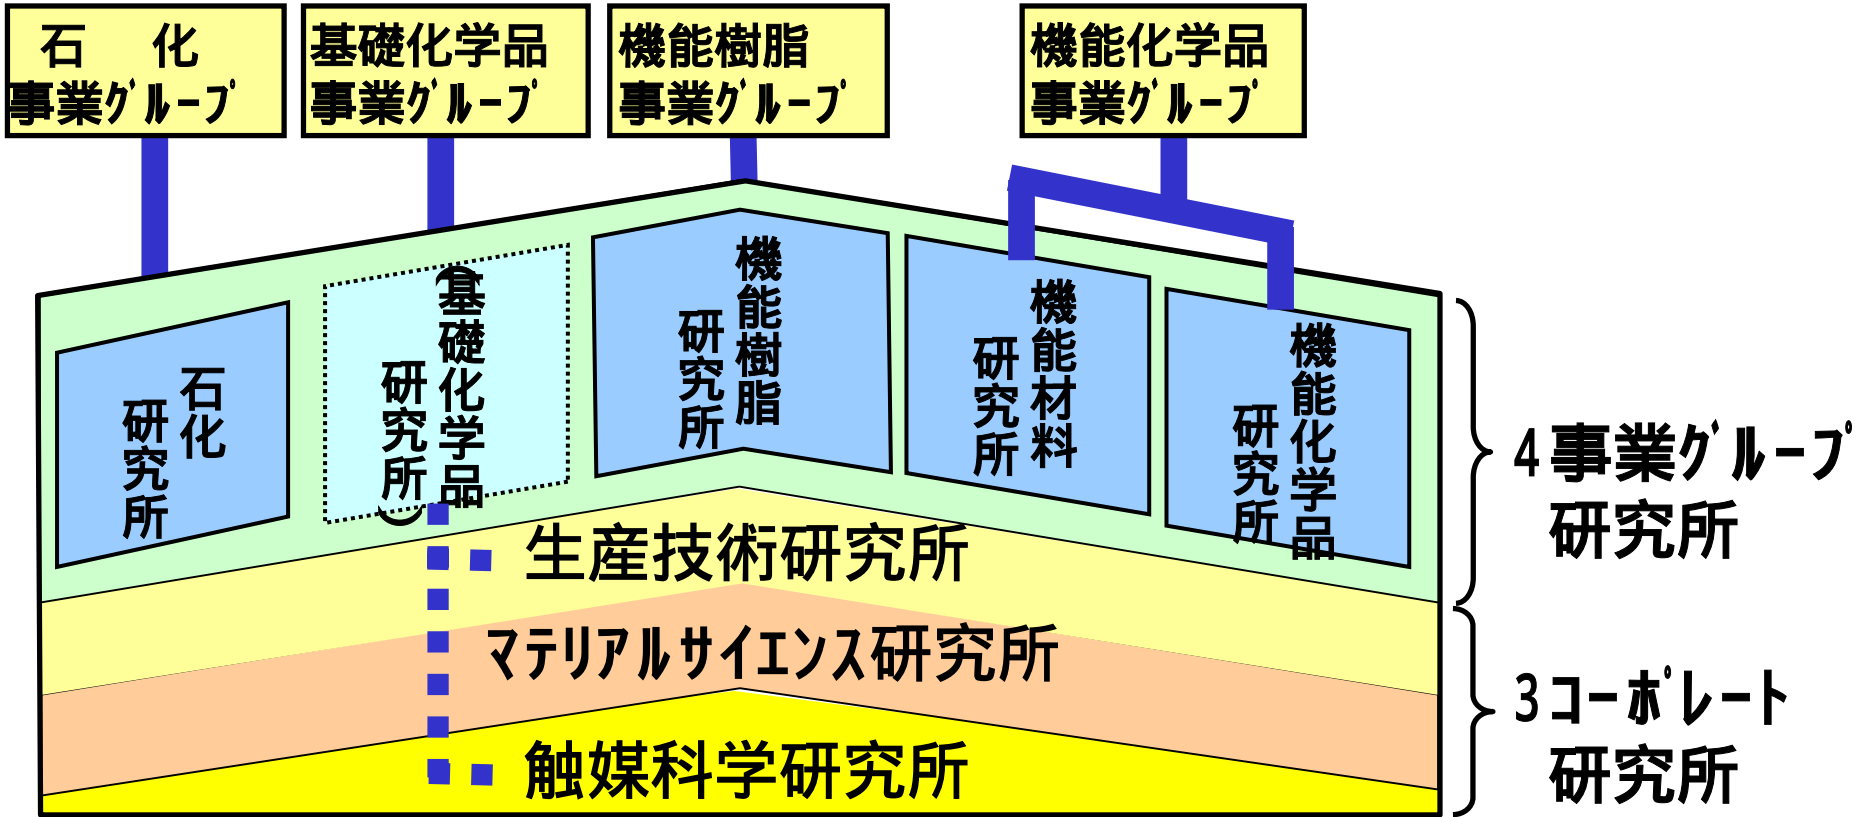 石　化
事業ｸﾞﾙｰﾌﾟ
基礎化学品
事業ｸﾞﾙｰﾌﾟ
機能樹脂
事業ｸﾞﾙｰﾌﾟ
機能化学品
事業ｸﾞﾙｰﾌﾟ
石化
研究所
(基礎化学品
研究所)
機能樹脂
研究所
機能材料
研究所
機能化学品
研究所
生産技術研究所
ﾏﾃﾘｱﾙｻｲｴﾝｽ研究所
触媒科学研究所
4事業ｸﾞﾙｰﾌﾟ
研究所
3ｺｰﾎﾟﾚｰﾄ
研究所